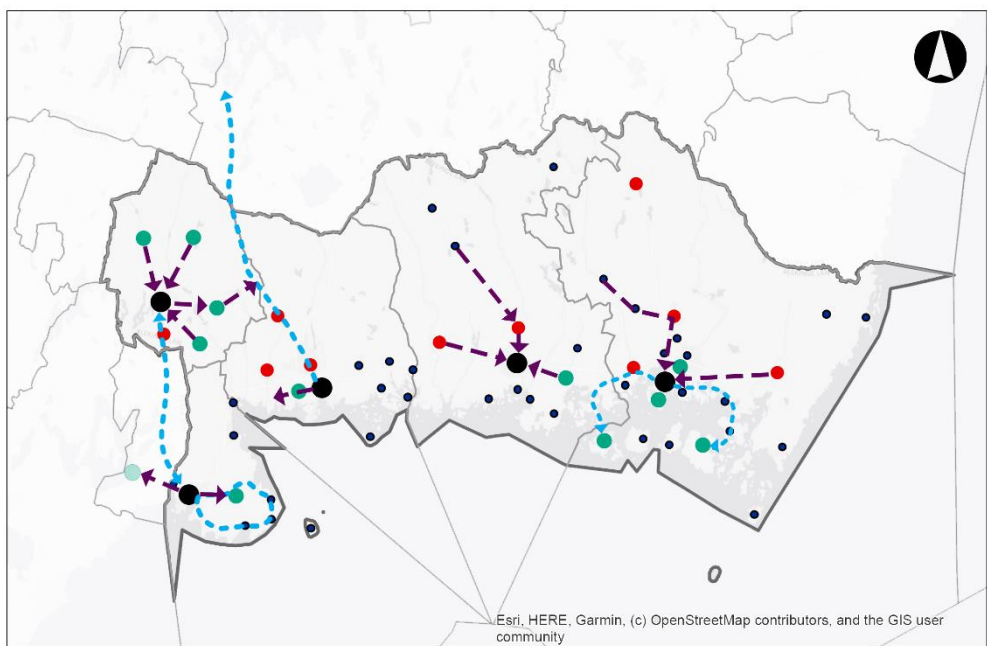 Esri, HERE, Garmin, (c) OpenStreetMap contributors, and the GIS user
community